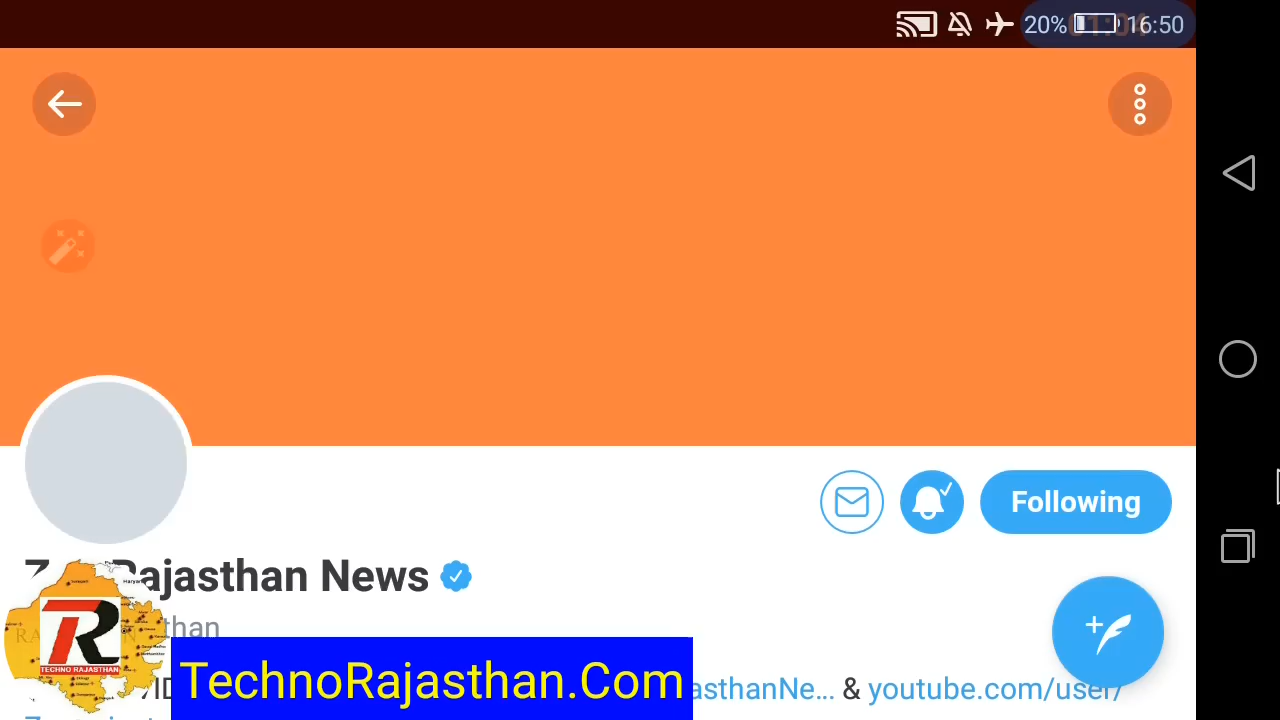 20% 16:50
Following
Rajasthan News
than
TECHNO RAJASTHAN
TechnoRajasthan.Com
asthanNe... & youtube.com/user/